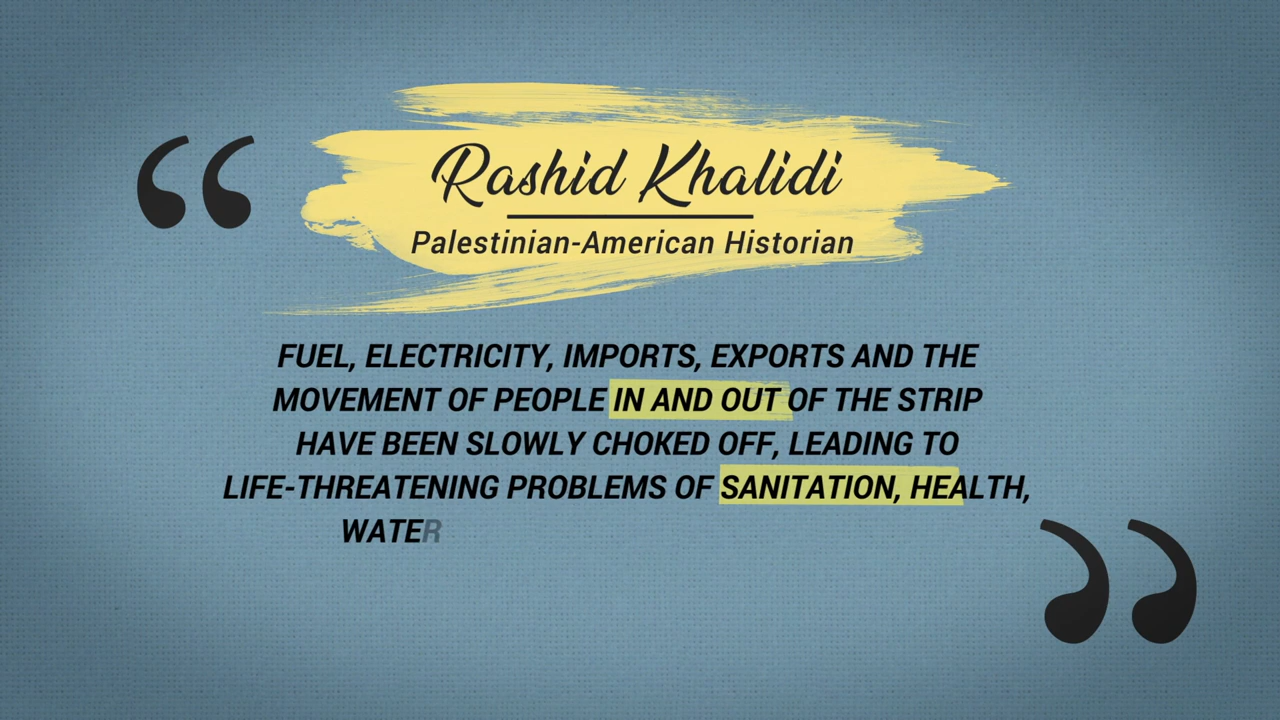 Rashid Khalidi
Palestinian-American Historian
FUEL, ELECTRICITY, IMPORTS, EXPORTS AND THE
MOVEMENT OF PEOPLE IN AND OUT OF THE STRIP
HAVE BEEN SLOWLY CHOKED OFF, LEADING TO
LIFE-THREATENING PROBLEMS OF SANITATION, HEALTH,
WATER